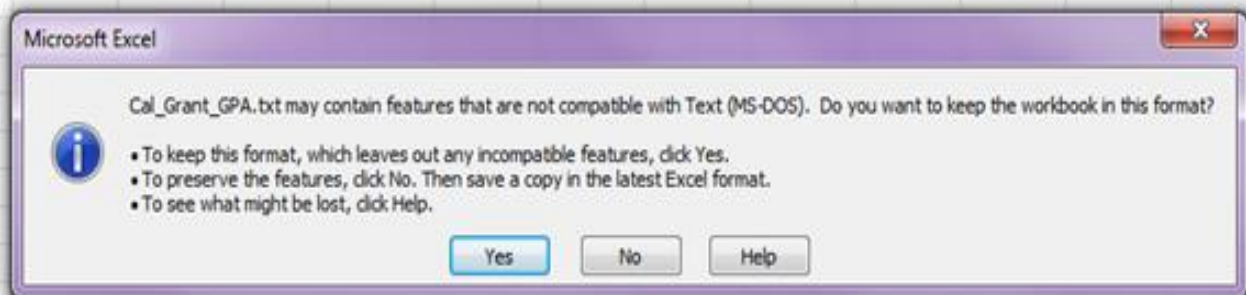 Microsoft Excel
Cal_Grant_GPA.txt may contain features that are not compatible with Text (MS-DOS). Do you want to keep the workbook in this format?
• To keep this format, which leaves out any incompatible features, click Yes.
• To preserve the features, click No. Then save a copy in the latest Excel format.
• To see what might be lost, click Help.
Yes No Help